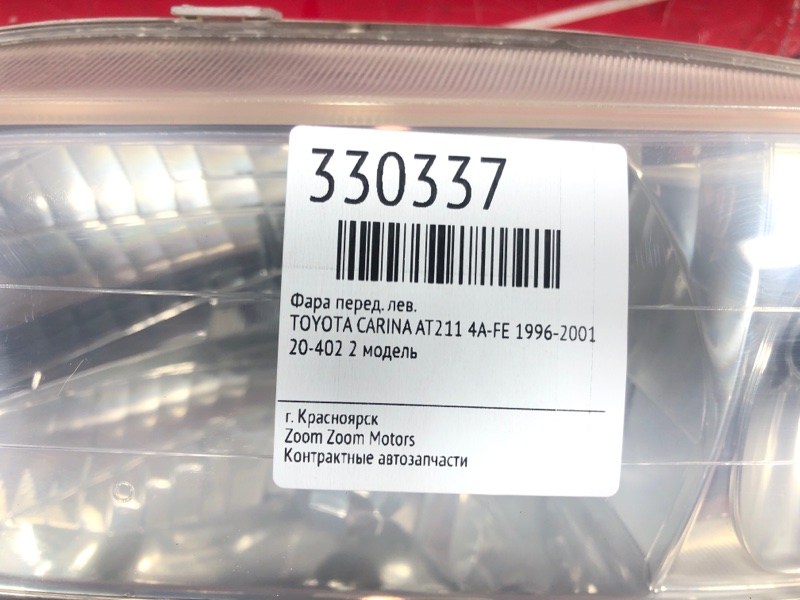 330337
Фара перед. лев.
TOYOTA CARINA AT211 4A-FE 1996-2001
20-402 2 модель
г. Красноярск
Zoom Zoom Motors
Контрактные автозапчасти